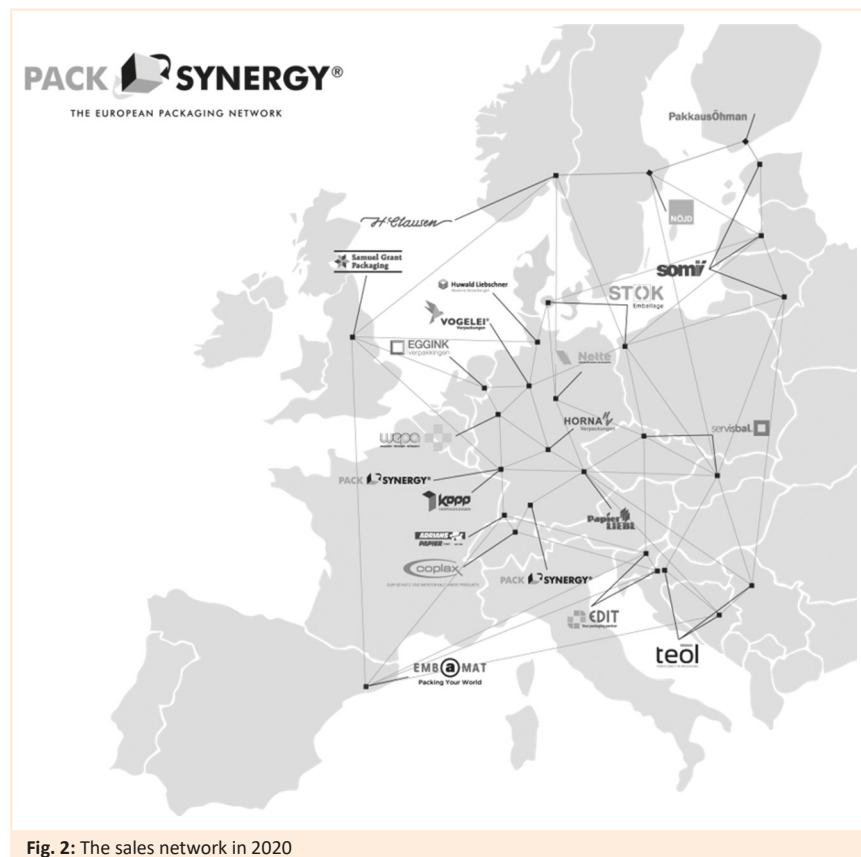 PACK SYNERGY®
THE EUROPEAN PACKAGING NETWORK
PakkausÖhman
NÖJD
H Clausen
Samuel Grant
Packaging
somi
Huwald Liebschner
STOK
Emballage
VOGELEI
Verpackungen
EGGINK
verpakkingen
Nette
HORNA
Verpackungen
servisbal
wepa
PACK SYNERGY®
kopp
Papier
LIEBL
ADRIANS
PAPIER
coplax
PACK SYNERGY®
EDIT
teol
EMB@MAT
Packing Your World
Fig. 2: The sales network in 2020